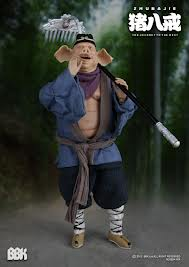 ZHUBAJIE
猪八戒
THE JOURNEY TO THE WEST
BBK